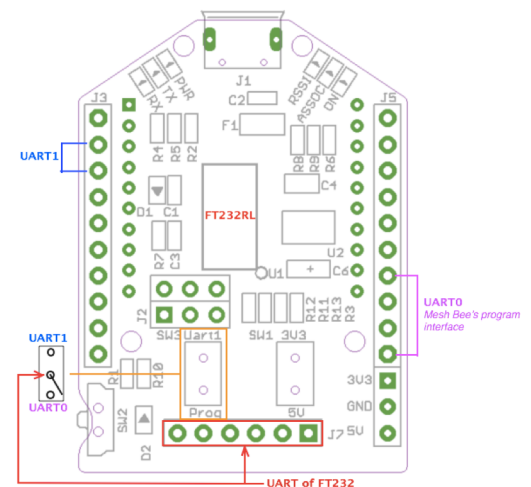 J1
RX
TX
PWR
RSSI
ASSOC
ON
J3
J5
C2
F1
UART1
R4
R5
R2
R8
R9
R6
C4
D1
C1
FT232RL
U2
R7
C3
U1
C6
J2
UART0
Mesh Bee's program
interface
R12
R11
R13
R3
SW3
Uart1
SW1
3V3
UART1
R1
R10
3V3
UART0
SW2
GND
Prog
5V
J7
5V
D2
UART of FT232